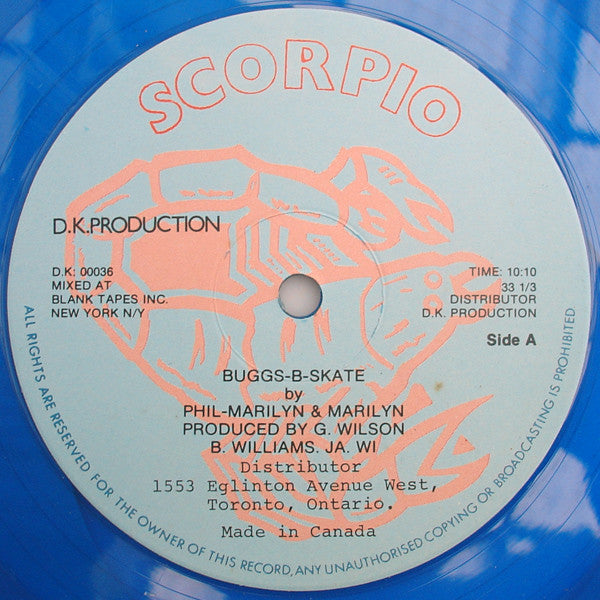 SCORPIO
D.K.PRODUCTION
D.K: 00036
MIXED AT
BLANK TAPES INC.
NEW YORK N/Y
TIME: 10:10
33 1/3
DISTRIBUTOR
D.K. PRODUCTION
Side A
BUGGS-B-SKATE
by
PHIL-MARILYN & MARILYN
PRODUCED BY G. WILSON
B. WILLIAMS. JA. WI
Distributor
1553 Eglinton Avenue West,
Toronto, Ontario.
Made in Canada
ALL RIGHTS ARE RESERVED FOR THE OWNER OF THIS RECORD, ANY UNAUTHORISED COPYING OR BROADCASTING IS PROHIBITED